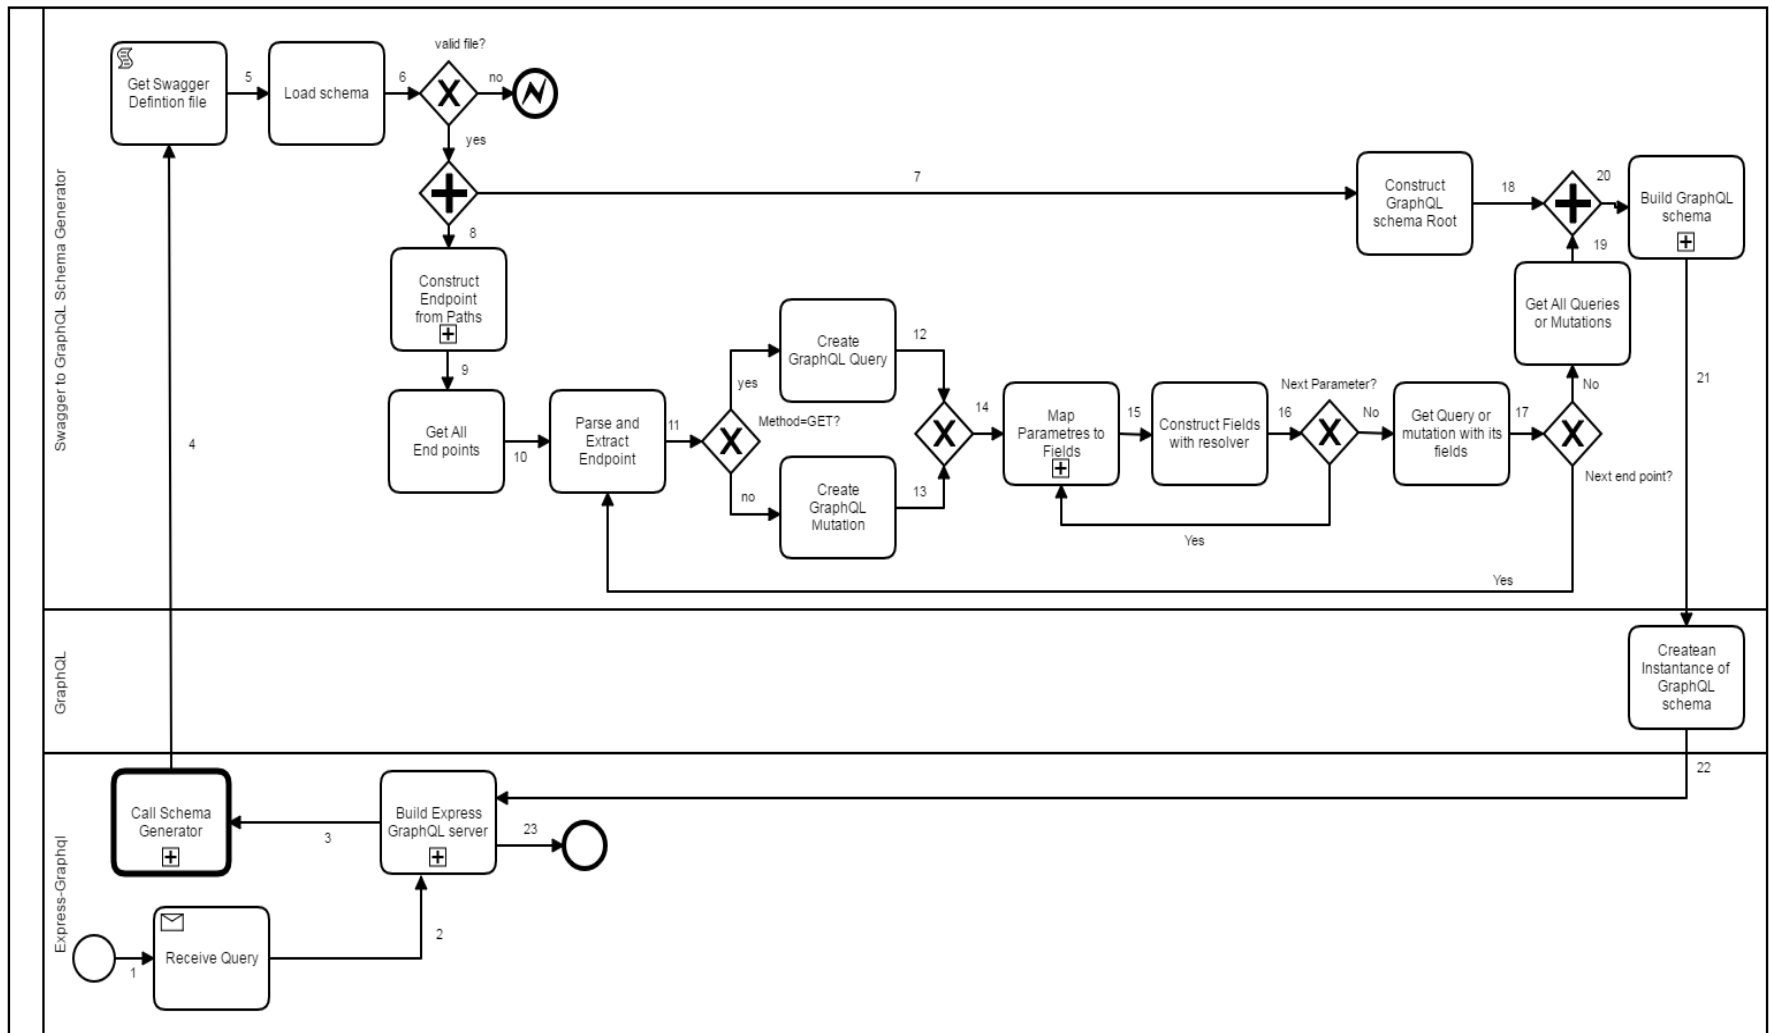 Swagger to GraphQL Schema Generator
Get Swagger
Defintion file
5
Load schema
6
valid file?
no
yes
7
8
Construct
GraphQL
schema Root
18
20
19
Build GraphQL
schema
Construct
Endpoint
from Paths
9
Get All
End points
10
Parse and
Extract
Endpoint
11
Method=GET?
yes
no
Create
GraphQL Query
12
Create
GraphQL
Mutation
13
14
Map
Parametres to
Fields
15
Construct Fields
with resolver
16
Next Parameter?
No
Yes
Get Query or
mutation with its
fields
17
No
Next end point?
Yes
Get All Queries
or Mutations
21
4
GraphQL
Createan
Instantance of
GraphQL
schema
22
Express-Graphql
Call Schema
Generator
3
Build Express
GraphQL server
23
2
1
Receive Query